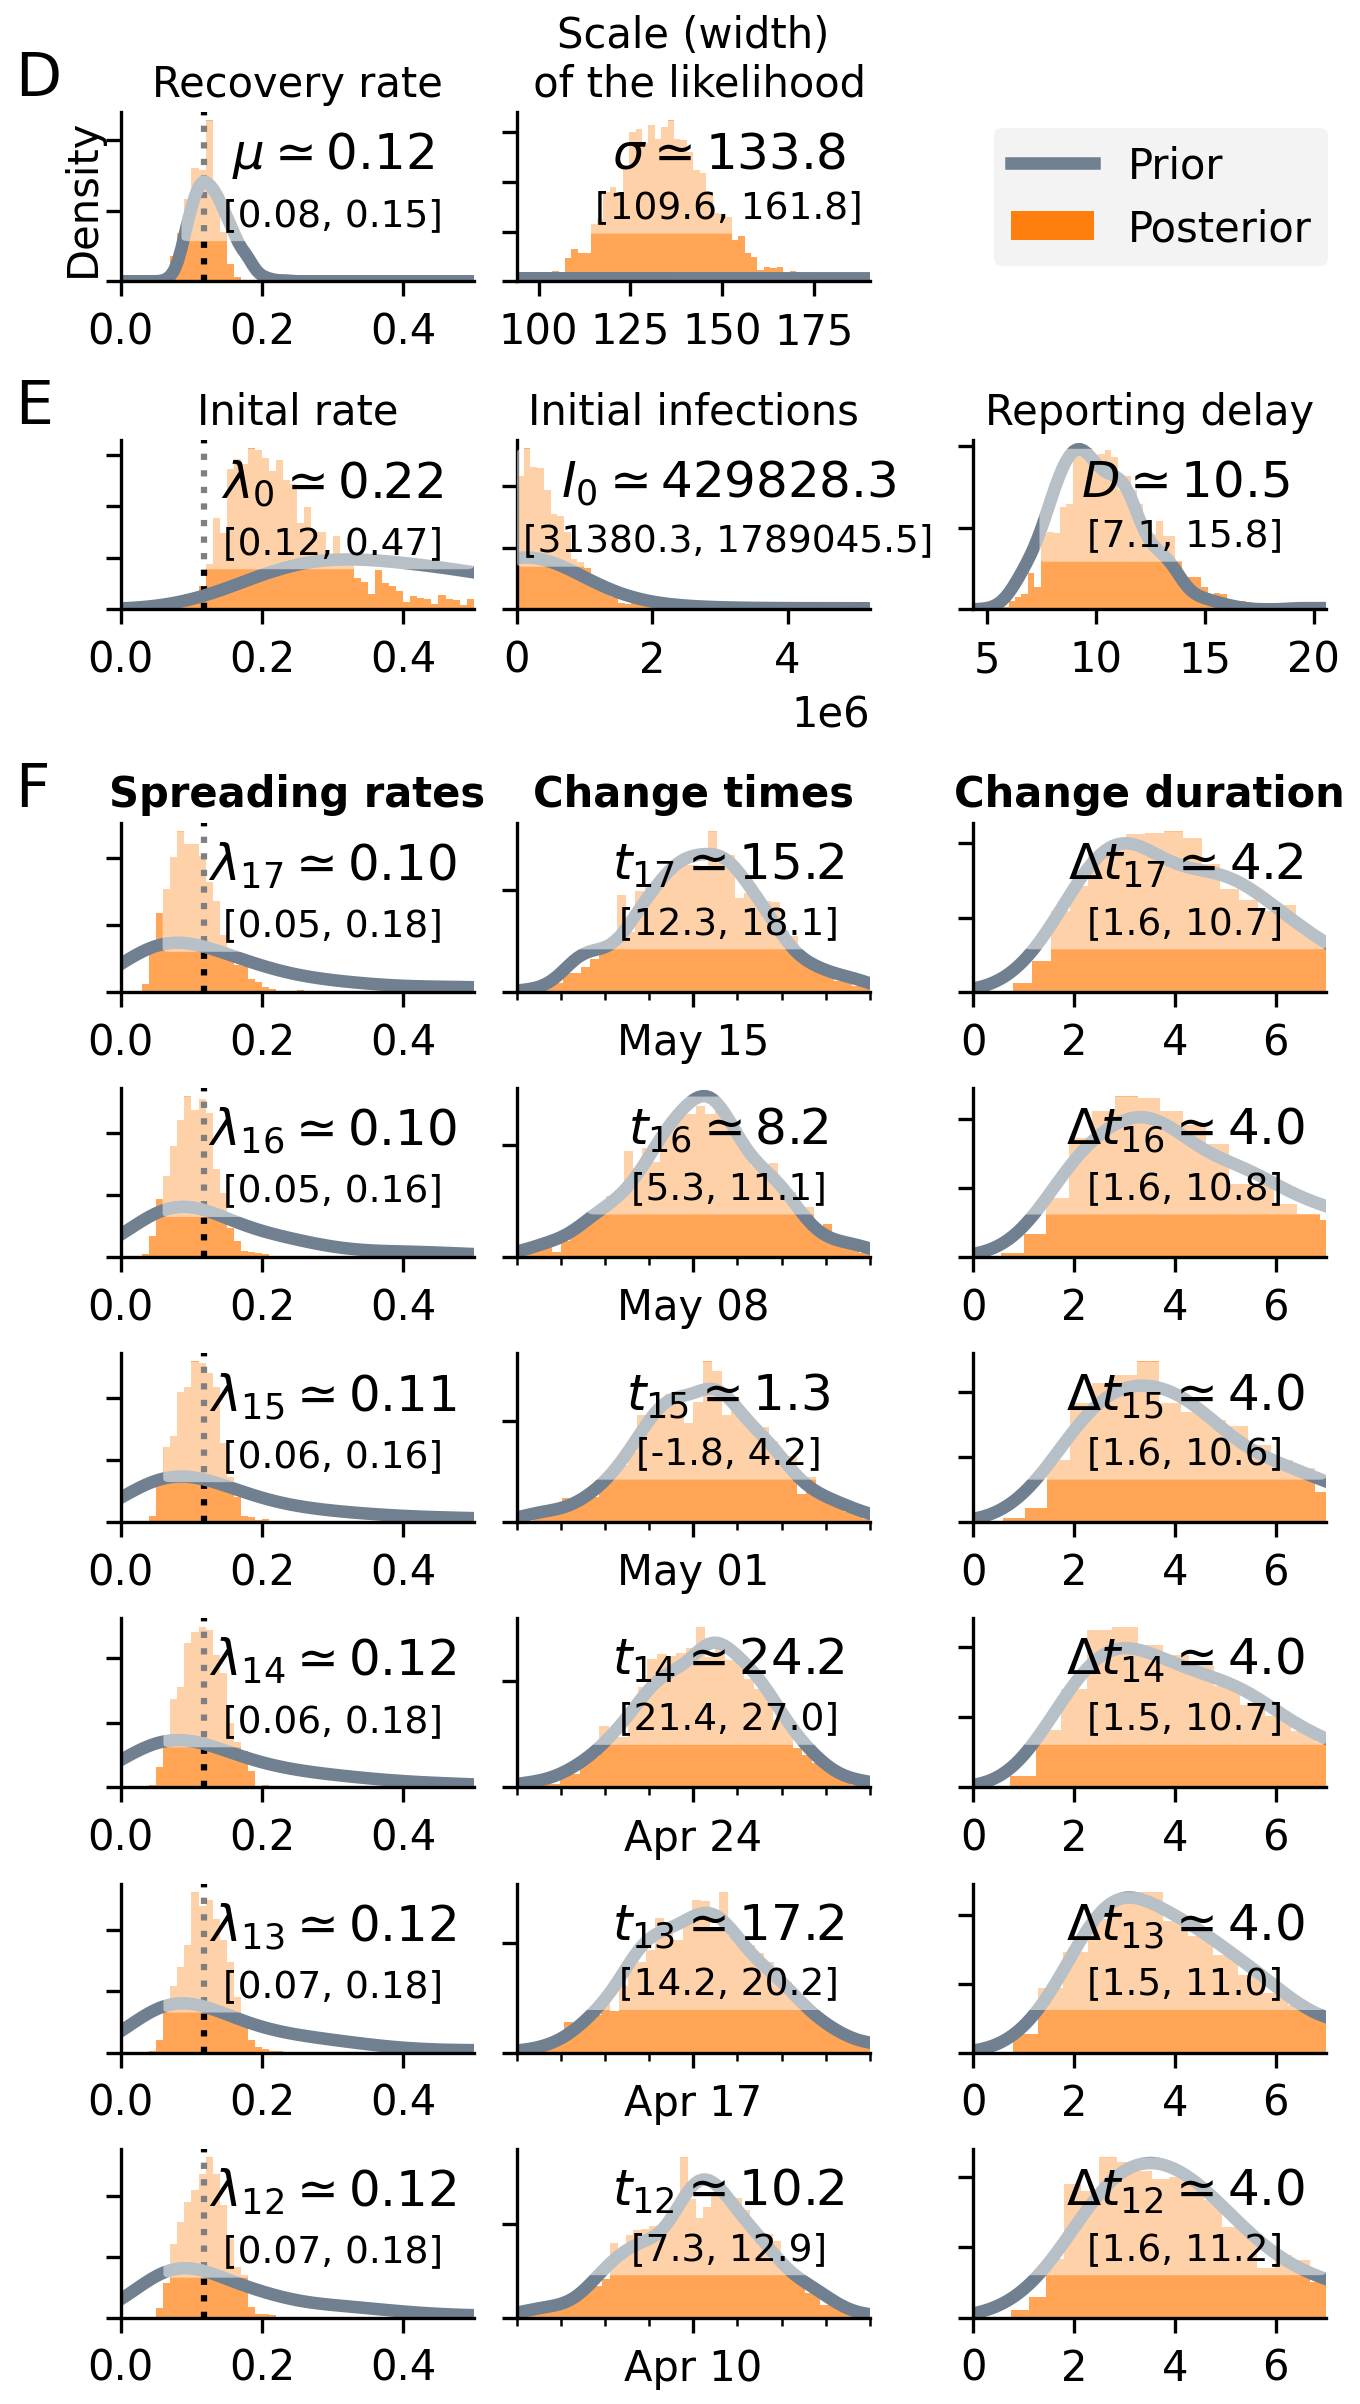 D
Recovery rate
Scale (width)
of the likelihood
Density
μ ≃ 0.12
[0.08, 0.15]
0.0 0.2 0.4
σ ≃ 133.8
[109.6, 161.8]
100 125 150 175
Prior
Posterior
E
Inital rate
λ0 ≃ 0.22
[0.12, 0.47]
0.0 0.2 0.4
Initial infections
I0 ≃ 429828.3
[31380.3, 1789045.5]
0 2 4
1e6
Reporting delay
D ≃ 10.5
[7.1, 15.8]
5 10 15 20
F
Spreading rates
Change times
Change duration
λ17 ≃ 0.10
[0.05, 0.18]
0.0 0.2 0.4
t17 ≃ 15.2
[12.3, 18.1]
May 15
Δt17 ≃ 4.2
[1.6, 10.7]
0 2 4 6
λ16 ≃ 0.10
[0.05, 0.16]
0.0 0.2 0.4
t16 ≃ 8.2
[5.3, 11.1]
May 08
Δt16 ≃ 4.0
[1.6, 10.8]
0 2 4 6
λ15 ≃ 0.11
[0.06, 0.16]
0.0 0.2 0.4
t15 ≃ 1.3
[-1.8, 4.2]
May 01
Δt15 ≃ 4.0
[1.6, 10.6]
0 2 4 6
λ14 ≃ 0.12
[0.06, 0.18]
0.0 0.2 0.4
t14 ≃ 24.2
[21.4, 27.0]
Apr 24
Δt14 ≃ 4.0
[1.5, 10.7]
0 2 4 6
λ13 ≃ 0.12
[0.07, 0.18]
0.0 0.2 0.4
t13 ≃ 17.2
[14.2, 20.2]
Apr 17
Δt13 ≃ 4.0
[1.5, 11.0]
0 2 4 6
λ12 ≃ 0.12
[0.07, 0.18]
0.0 0.2 0.4
t12 ≃ 10.2
[7.3, 12.9]
Apr 10
Δt12 ≃ 4.0
[1.6, 11.2]
0 2 4 6